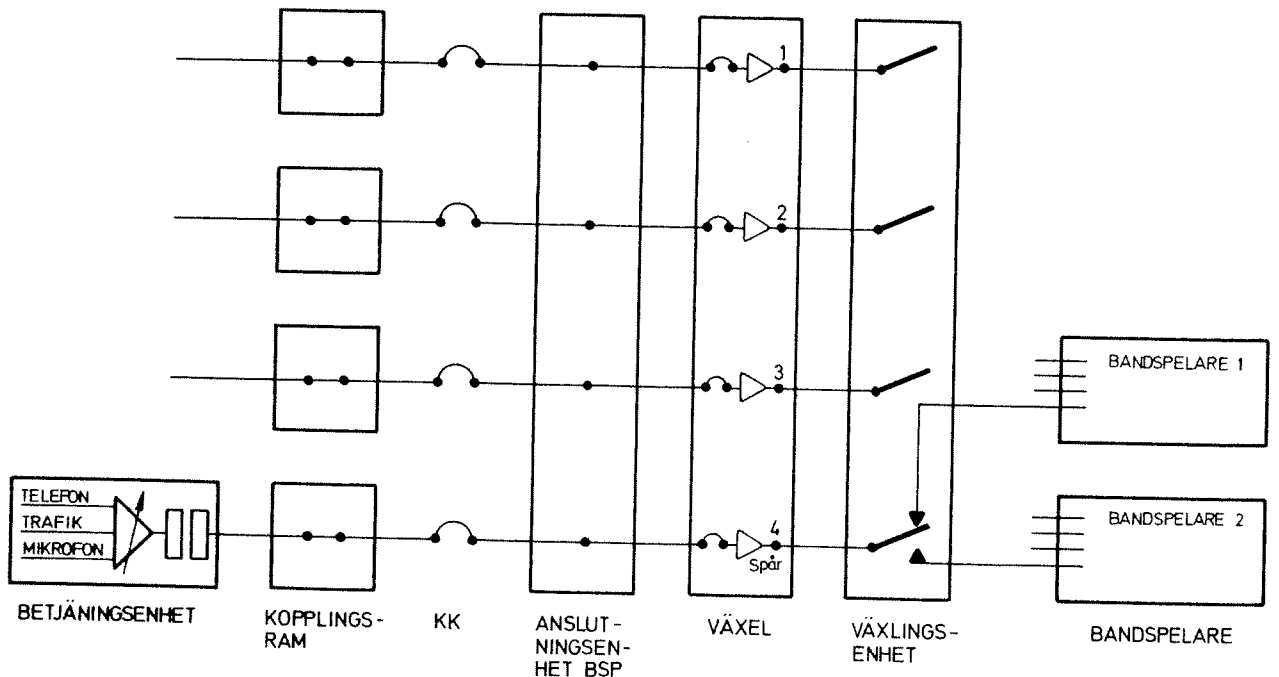 1
2
3
BANDSPELARE 1
TELEFON
TRAFIK
MIKROFON
4
Spår
BANDSPELARE 2
BETJÄNINGSENHET
KOPPLINGS-
RAM
KK
ANSLUT-
NINGSEN-
HET BSP
VÄXEL
VÄXLINGS-
ENHET
BANDSPELARE